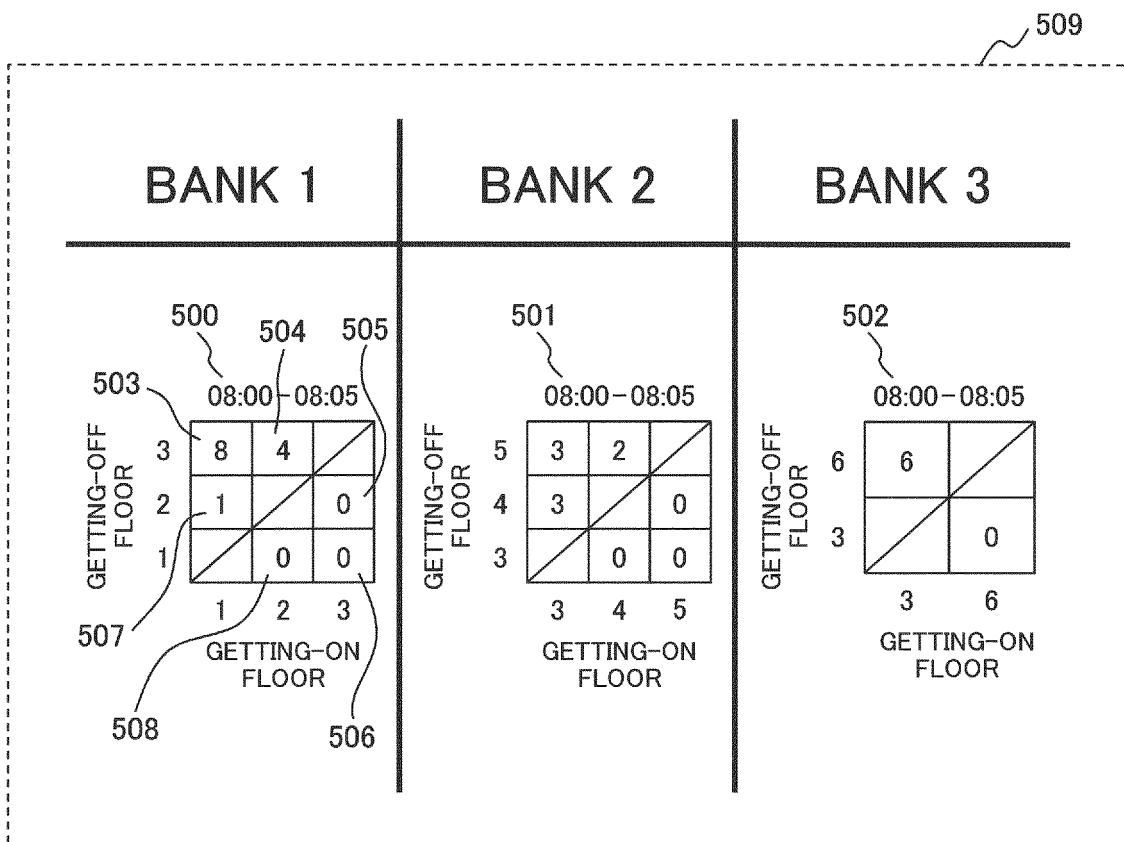 509
BANK 1 BANK 2 BANK 3
500 504 505 501 502
503 08:00-08:05 08:00-08:05 08:00-08:05
GETTING-OFF FLOOR
3 8 4
2 1 0
1 0 0
1 2 3
GETTING-ON
FLOOR
507
508
506
GETTING-OFF FLOOR
5 3 2
4 3 0
3 0 0
3 4 5
GETTING-ON
FLOOR
GETTING-OFF FLOOR
6 6
3 0
3 6
GETTING-ON
FLOOR